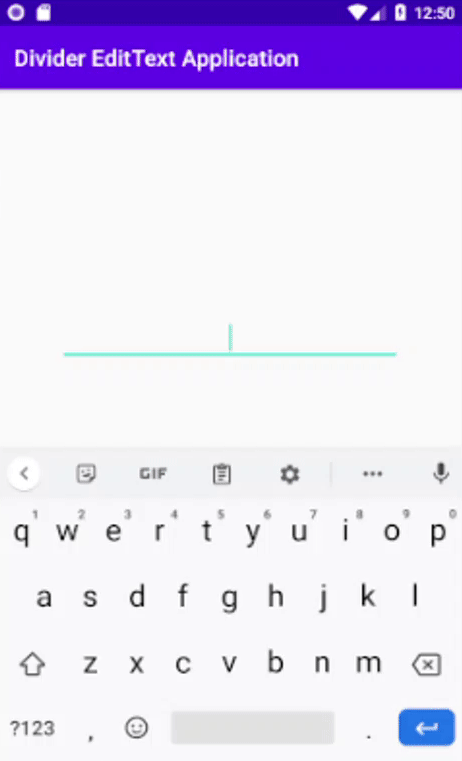 12:50
Divider EditText Application
GIF
1 2 3 4 5 6 7 8 9 0
q w e r t y u i o p
a s d f g h j k l
z x c v b n m
?123 , .